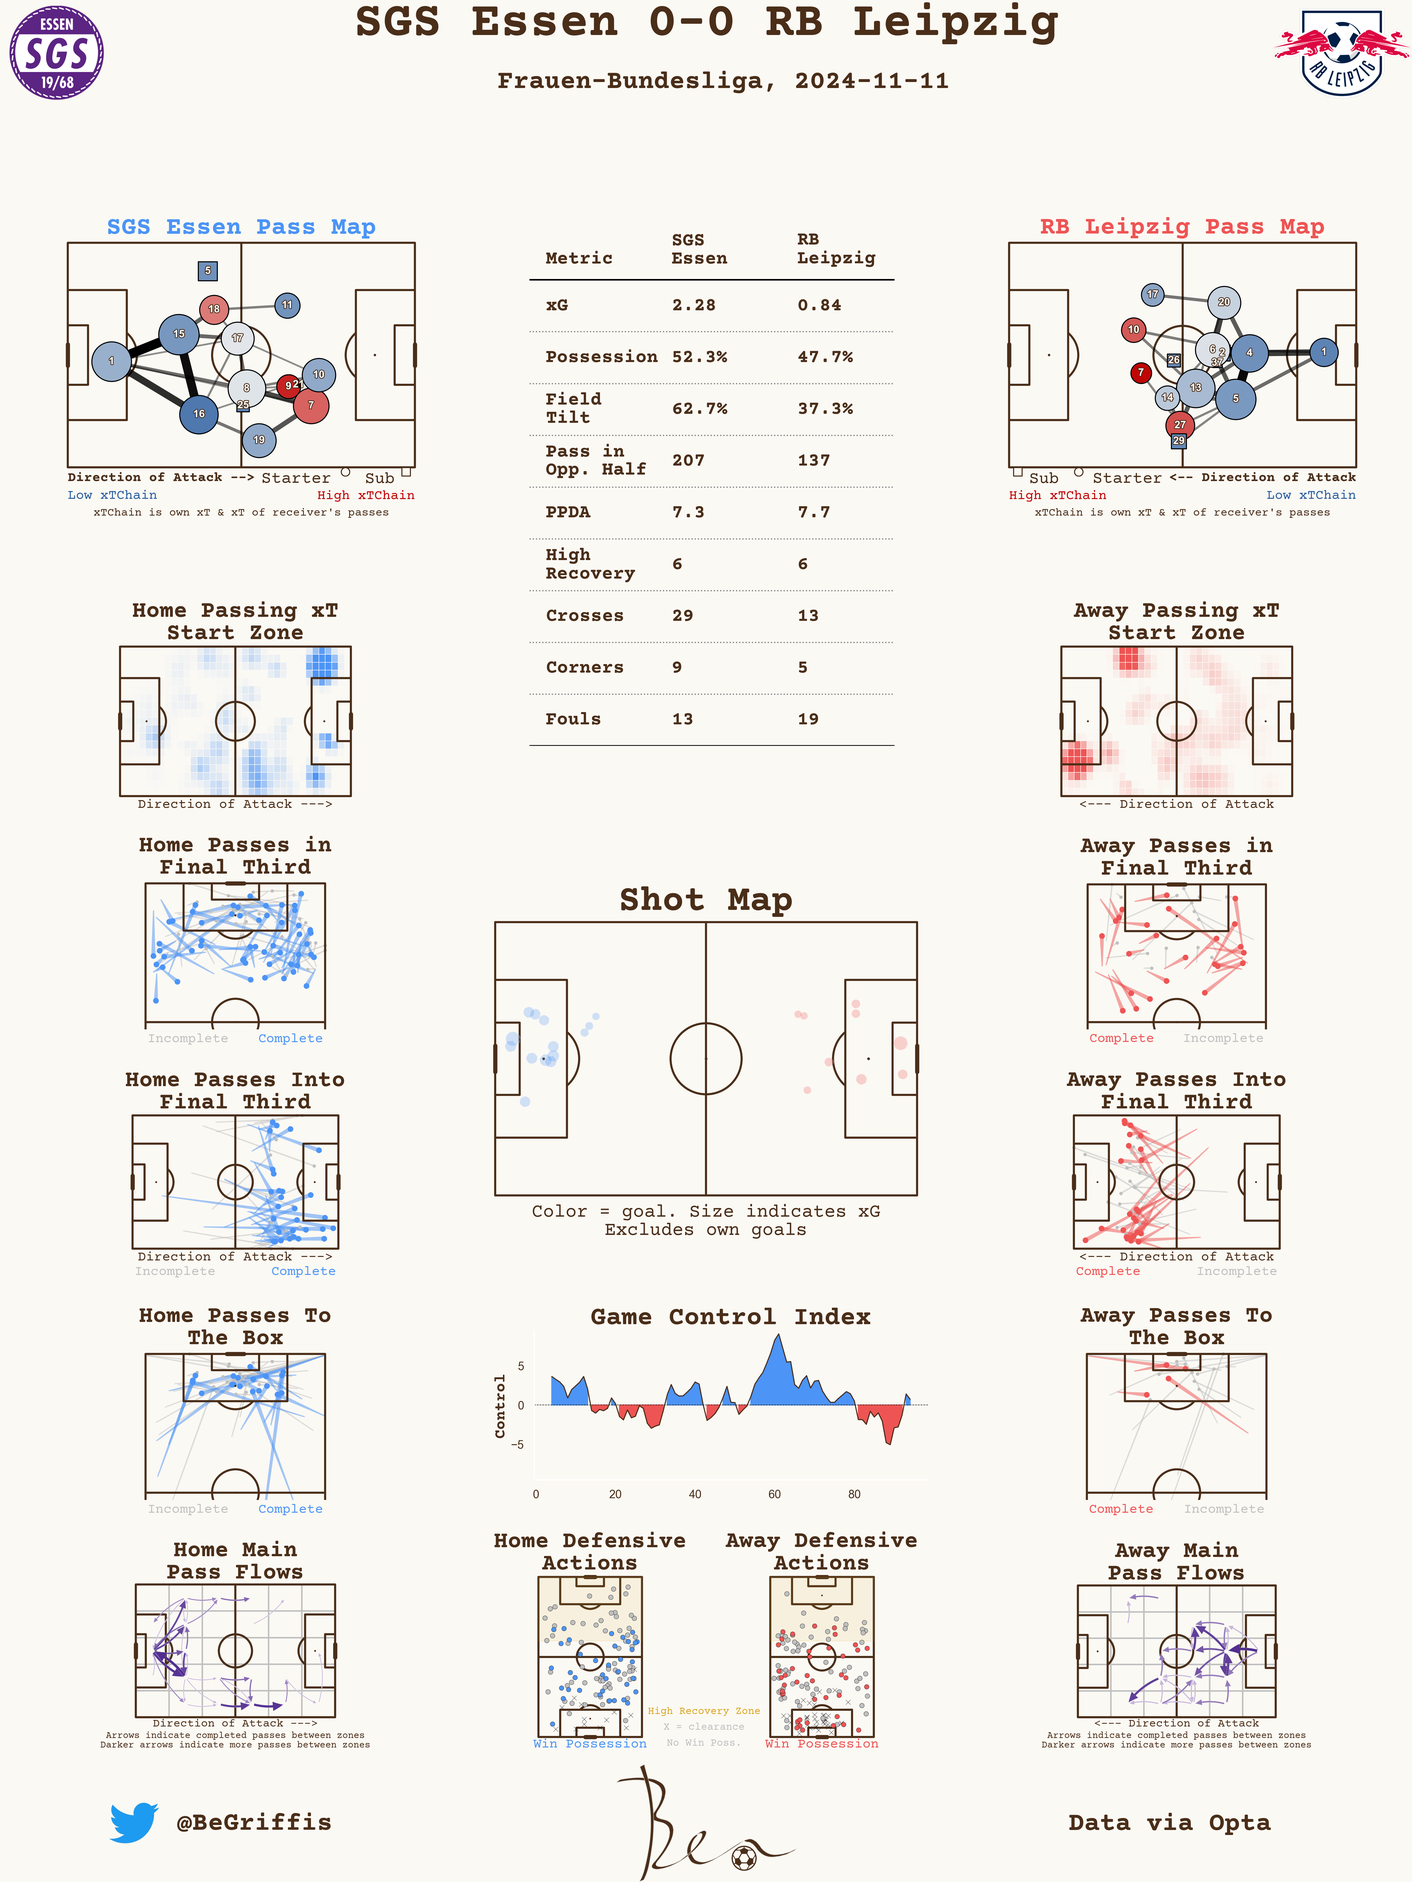 SGS Essen 0-0 RB Leipzig
Frauen-Bundesliga, 2024-11-11
ESSEN
SGS
19/68
RB LEIPZIG
SGS Essen Pass Map
5
18
11
15
17
1
10
8
9
21
25
7
16
19
Direction of Attack --> Starter Sub
Low xTChain High xTChain
xTChain is own xT & xT of receiver's passes
Metric SGS Essen RB Leipzig
xG 2.28 0.84
Possession 52.3% 47.7%
Field Tilt 62.7% 37.3%
Pass in Opp. Half 207 137
PPDA 7.3 7.7
High Recovery 6 6
Crosses 29 13
Corners 9 5
Fouls 13 19
RB Leipzig Pass Map
17
20
10
6
2
4
1
26
37
7
13
14
5
27
29
Sub Starter <-- Direction of Attack
High xTChain Low xTChain
xTChain is own xT & xT of receiver's passes
Home Passing xT
Start Zone
Direction of Attack --->
Away Passing xT
Start Zone
<--- Direction of Attack
Home Passes in
Final Third
Incomplete Complete
Away Passes in
Final Third
Complete Incomplete
Shot Map
Color = goal. Size indicates xG
Excludes own goals
Home Passes Into
Final Third
Direction of Attack --->
Incomplete Complete
Away Passes Into
Final Third
<--- Direction of Attack
Complete Incomplete
Home Passes To
The Box
Incomplete Complete
Game Control Index
Control
5
0
−5
0 20 40 60 80
Away Passes To
The Box
Complete Incomplete
Home Main
Pass Flows
Direction of Attack --->
Arrows indicate completed passes between zones
Darker arrows indicate more passes between zones
Home Defensive
Actions
Win Possession
Away Defensive
Actions
Win Possession
High Recovery Zone
X = clearance
No Win Poss.
Away Main
Pass Flows
<--- Direction of Attack
Arrows indicate completed passes between zones
Darker arrows indicate more passes between zones
@BeGriffis
Ben
Data via Opta